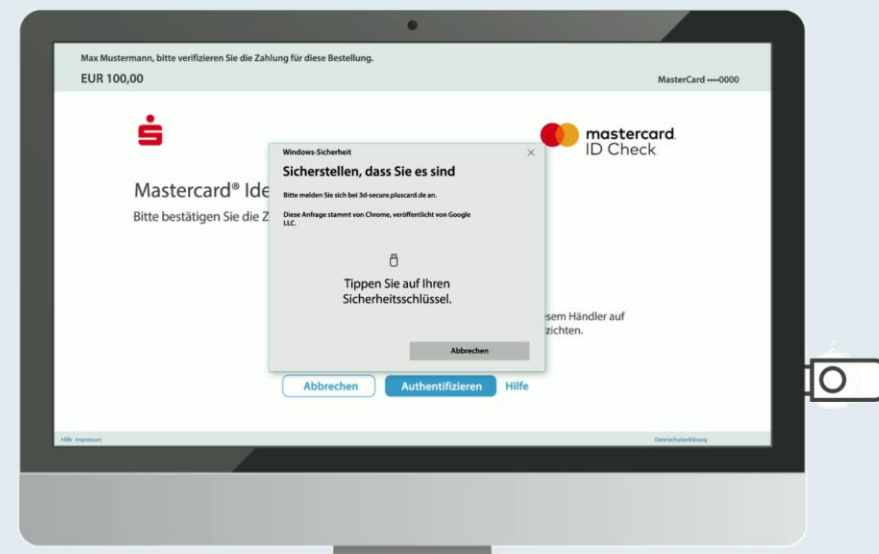 Max Mustermann, bitte verifizieren Sie die Zahlung für diese Bestellung.
EUR 100,00
MasterCard ••••0000
mastercard.
ID Check
Mastercard® Ide
Bitte bestätigen Sie die Z
Windows-Sicherheit
Sicherstellen, dass Sie es sind
Bitte melden Sie sich bei 3d-secure.pluscard.de an.
Diese Anfrage stammt von Chrome, veröffentlicht von Google
LLC.
Tippen Sie auf Ihren
Sicherheitsschlüssel.
Abbrechen
sem Händler auf
zichten.
Abbrechen
Authentifizieren
Hilfe
Hilfe Impressum
Datenschutzerklärung